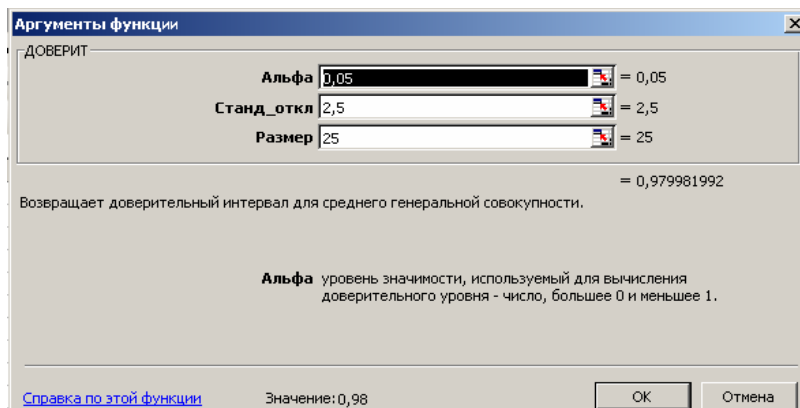 Аргументы функции
ДОВЕРИТ
Альфа 0,05 = 0,05
Станд_откл 2,5 = 2,5
Размер 25 = 25
= 0,979981992
Возвращает доверительный интервал для среднего генеральной совокупности.
Альфа уровень значимости, используемый для вычисления
доверительного уровня - число, большее 0 и меньшее 1.
Справка по этой функции Значение:0,98 ОК Отмена